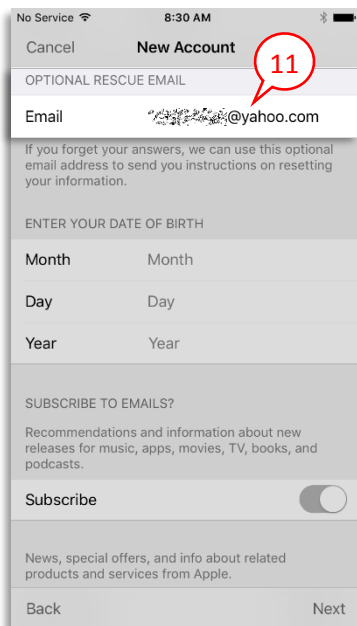 No Service 8:30 AM
Cancel New Account
11
OPTIONAL RESCUE EMAIL
Email @yahoo.com
If you forget your answers, we can use this optional
email address to send you instructions on resetting
your information.
ENTER YOUR DATE OF BIRTH
Month Month
Day Day
Year Year
SUBSCRIBE TO EMAILS?
Recommendations and information about new
releases for music, apps, movies, TV, books, and
podcasts.
Subscribe
News, special offers, and info about related
products and services from Apple.
Back Next